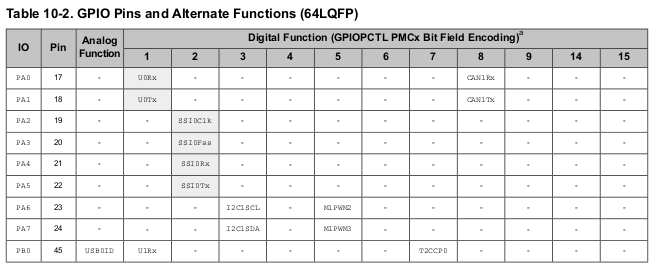 Table 10-2. GPIO Pins and Alternate Functions (64LQFP)
IO Pin Analog Function Digital Function (GPIOPCTL PMCx Bit Field Encoding)a
1 2 3 4 5 6 7 8 9 14 15
PA0 17 - U0Rx - - - - - - CAN1Rx - - -
PA1 18 - U0Tx - - - - - - CAN1Tx - - -
PA2 19 - - SSI0Clk - - - - - - - - -
PA3 20 - - SSI0Fss - - - - - - - - -
PA4 21 - - SSI0Rx - - - - - - - - -
PA5 22 - - SSI0Tx - - - - - - - - -
PA6 23 - - - I2C1SCL - M1PWM2 - - - - - -
PA7 24 - - - I2C1SDA - M1PWM3 - - - - - -
PB0 45 USB0ID U1Rx - - - - - T2CCP0 - - - -